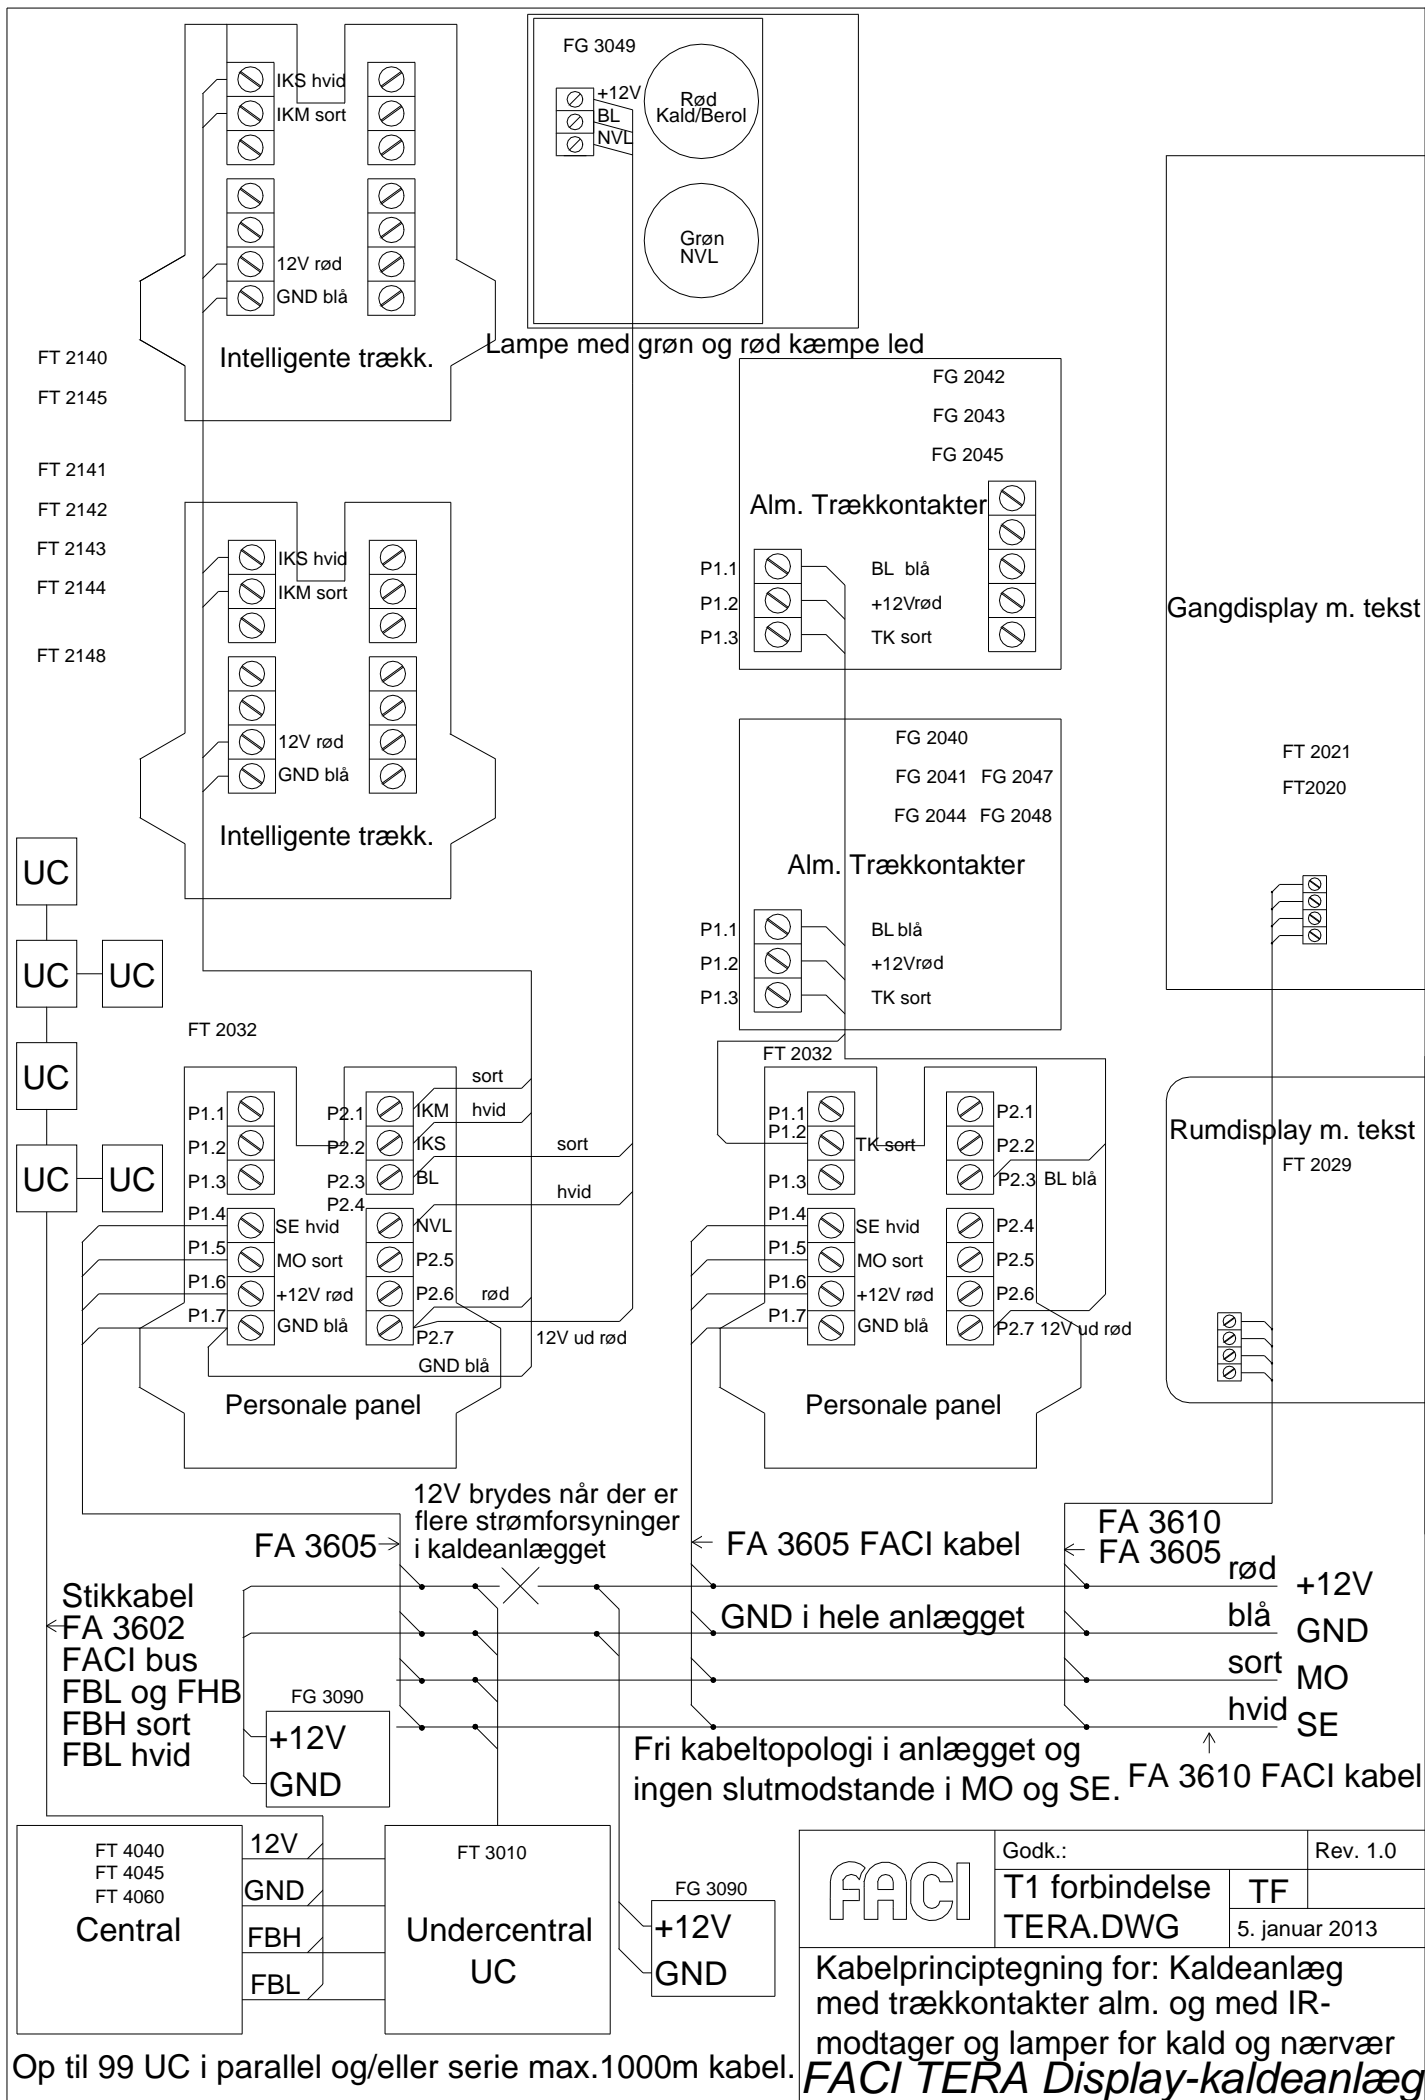 FG 3049
+12V
BL
NVL
Rød
Kald/Berol
Grøn
NVL
Lampe med grøn og rød kæmpe led
IKS hvid
IKM sort
12V rød
GND blå
Intelligente trækk.
FT 2140
FT 2145
FT 2141
FT 2142
FT 2143
FT 2144
FT 2148
IKS hvid
IKM sort
12V rød
GND blå
Intelligente trækk.
FG 2042
FG 2043
FG 2045
Alm. Trækkontakter
P1.1 BL blå
P1.2 +12Vrød
P1.3 TK sort
FG 2040
FG 2041 FG 2047
FG 2044 FG 2048
Alm. Trækkontakter
P1.1 BL blå
P1.2 +12Vrød
P1.3 TK sort
Gangdisplay m. tekst
FT 2021
FT2020
Rumdisplay m. tekst
FT 2029
UC
UC UC
UC
UC UC
FT 2032
P1.1 P2.1 IKM sort
P1.2 P2.2 IKS hvid
P1.3 P2.3 BL sort
P2.4 NVL hvid
P1.4 SE hvid
P1.5 MO sort P2.5
P1.6 +12V rød P2.6 rød
P1.7 GND blå P2.7 12V ud rød
GND blå
Personale panel
FT 2032
P1.1 P2.1
P1.2 TK sort P2.2
P1.3 P2.3 BL blå
P1.4 SE hvid P2.4
P1.5 MO sort P2.5
P1.6 +12V rød P2.6
P1.7 GND blå P2.7 12V ud rød
Personale panel
12V brydes når der er
flere strømforsyninger
i kaldeanlægget
FA 3605
FA 3605 FACI kabel
FA 3610
FA 3605
rød +12V
GND i hele anlægget
blå GND
sort MO
hvid SE
Stikkabel
FA 3602
FACI bus
FBL og FHB
FBH sort
FBL hvid
FG 3090
+12V
GND
Fri kabeltopologi i anlægget og
ingen slutmodstande i MO og SE.
FA 3610 FACI kabel
FT 4040
FT 4045
FT 4060
Central
12V
GND
FBH
FBL
FT 3010
Undercentral
UC
FG 3090
+12V
GND
Op til 99 UC i parallel og/eller serie max.1000m kabel.
FACI
Godk.:
Rev. 1.0
T1 forbindelse
TERA.DWG
TF
5. januar 2013
Kabelprinciptegning for: Kaldeanlæg
med trækkontakter alm. og med IR-
modtager og lamper for kald og nærvær
FACI TERA Display-kaldeanlæg